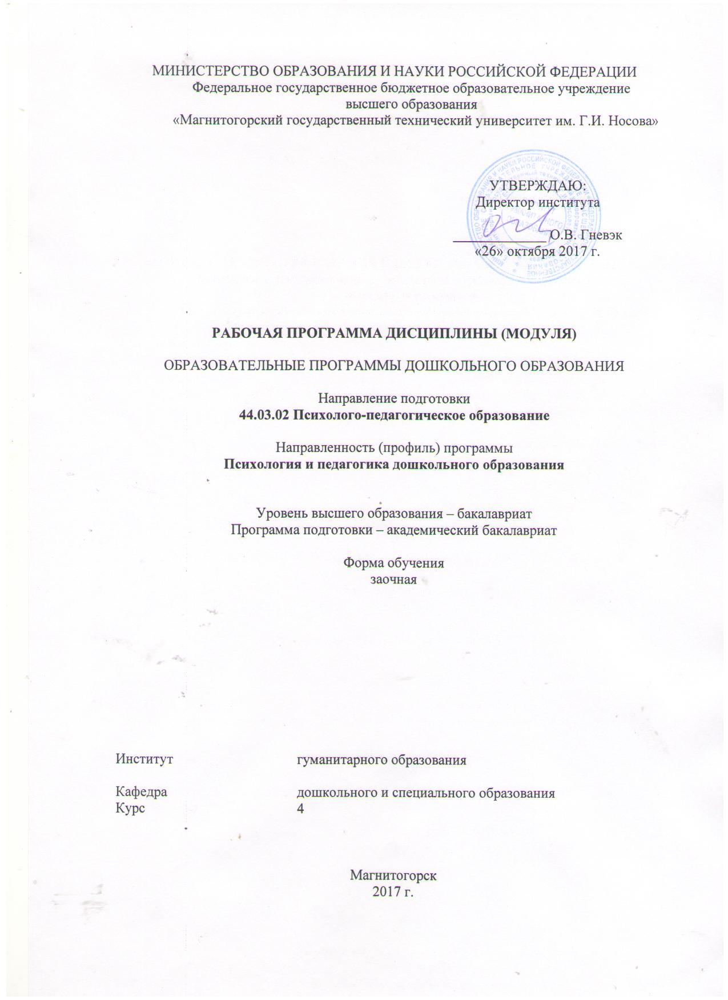 МИНИСТЕРСТВО ОБРАЗОВАНИЯ И НАУКИ РОССИЙСКОЙ ФЕДЕРАЦИИ
Федеральное государственное бюджетное образовательное учреждение
высшего образования
«Магнитогорский государственный технический университет им. Г.И. Носова»
УТВЕРЖДАЮ:
Директор института
О.В. Гневэк
«26» октября 2017 г.
РАБОЧАЯ ПРОГРАММА ДИСЦИПЛИНЫ (МОДУЛЯ)
ОБРАЗОВАТЕЛЬНЫЕ ПРОГРАММЫ ДОШКОЛЬНОГО ОБРАЗОВАНИЯ
Направление подготовки
44.03.02 Психолого-педагогическое образование
Направленность (профиль) программы
Психология и педагогика дошкольного образования
Уровень высшего образования – бакалавриат
Программа подготовки – академический бакалавриат
Форма обучения
заочная
Институт гуманитарного образования
Кафедра дошкольного и специального образования
Курс 4
Магнитогорск
2017 г.